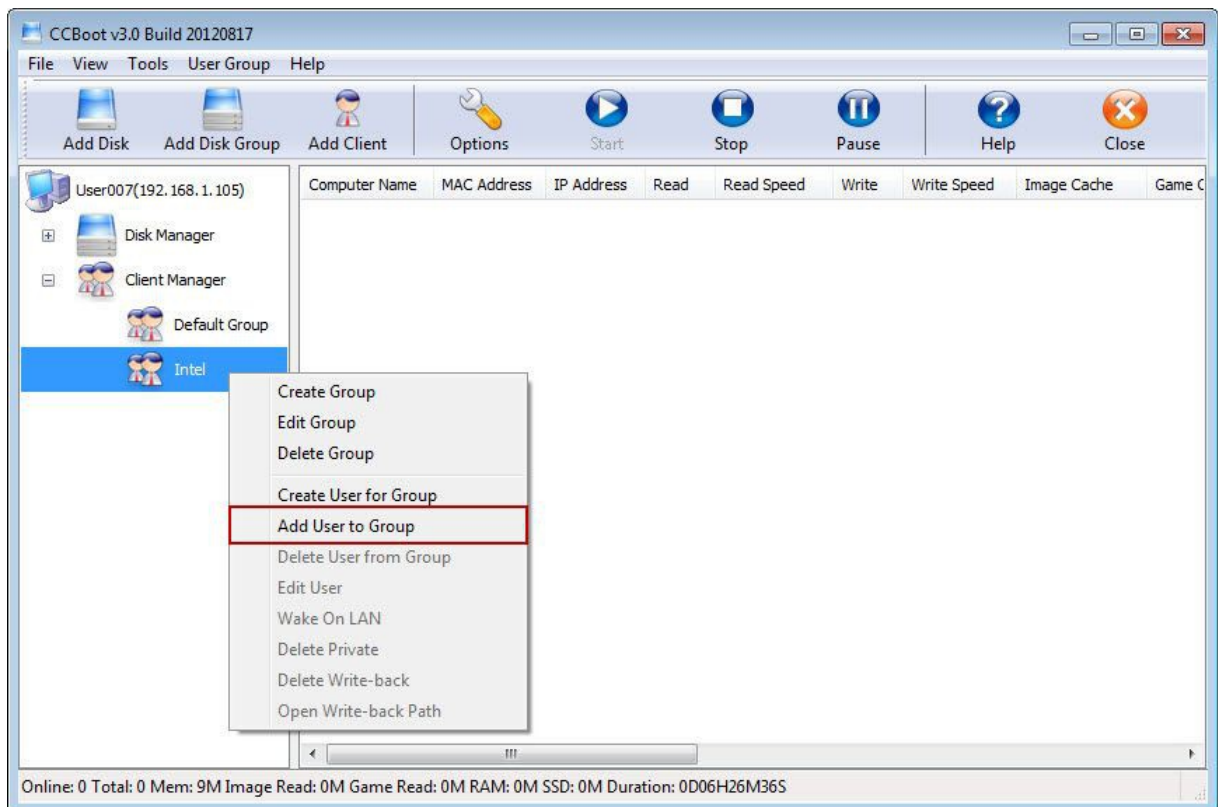 CCBoot v3.0 Build 20120817
File View Tools User Group Help
Add Disk Add Disk Group Add Client Options Start Stop Pause Help Close
User007(192.168.1.105)
Computer Name MAC Address IP Address Read Read Speed Write Write Speed Image Cache Game C
Disk Manager
Client Manager
Default Group
Intel
Create Group
Edit Group
Delete Group
Create User for Group
Add User to Group
Delete User from Group
Edit User
Wake On LAN
Delete Private
Delete Write-back
Open Write-back Path
Online: 0 Total: 0 Mem: 9M Image Read: 0M Game Read: 0M RAM: 0M SSD: 0M Duration: 0D06H26M36S